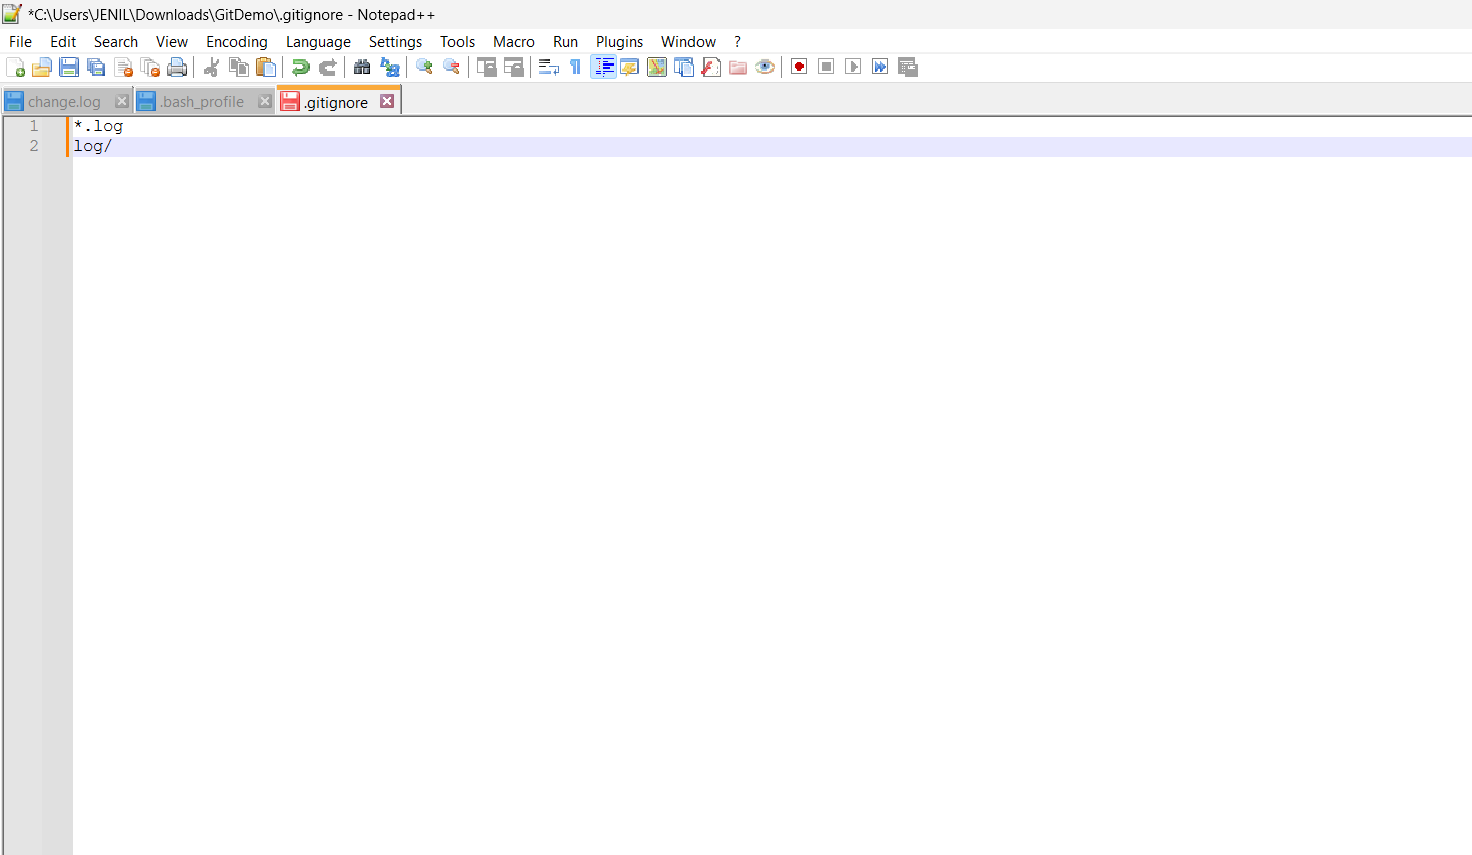 *C:\Users\JENIL\Downloads\GitDemo\.gitignore - Notepad++
File Edit Search View Encoding Language Settings Tools Macro Run Plugins Window ?
change.log .bash_profile .gitignore
1 *.log
2 log/